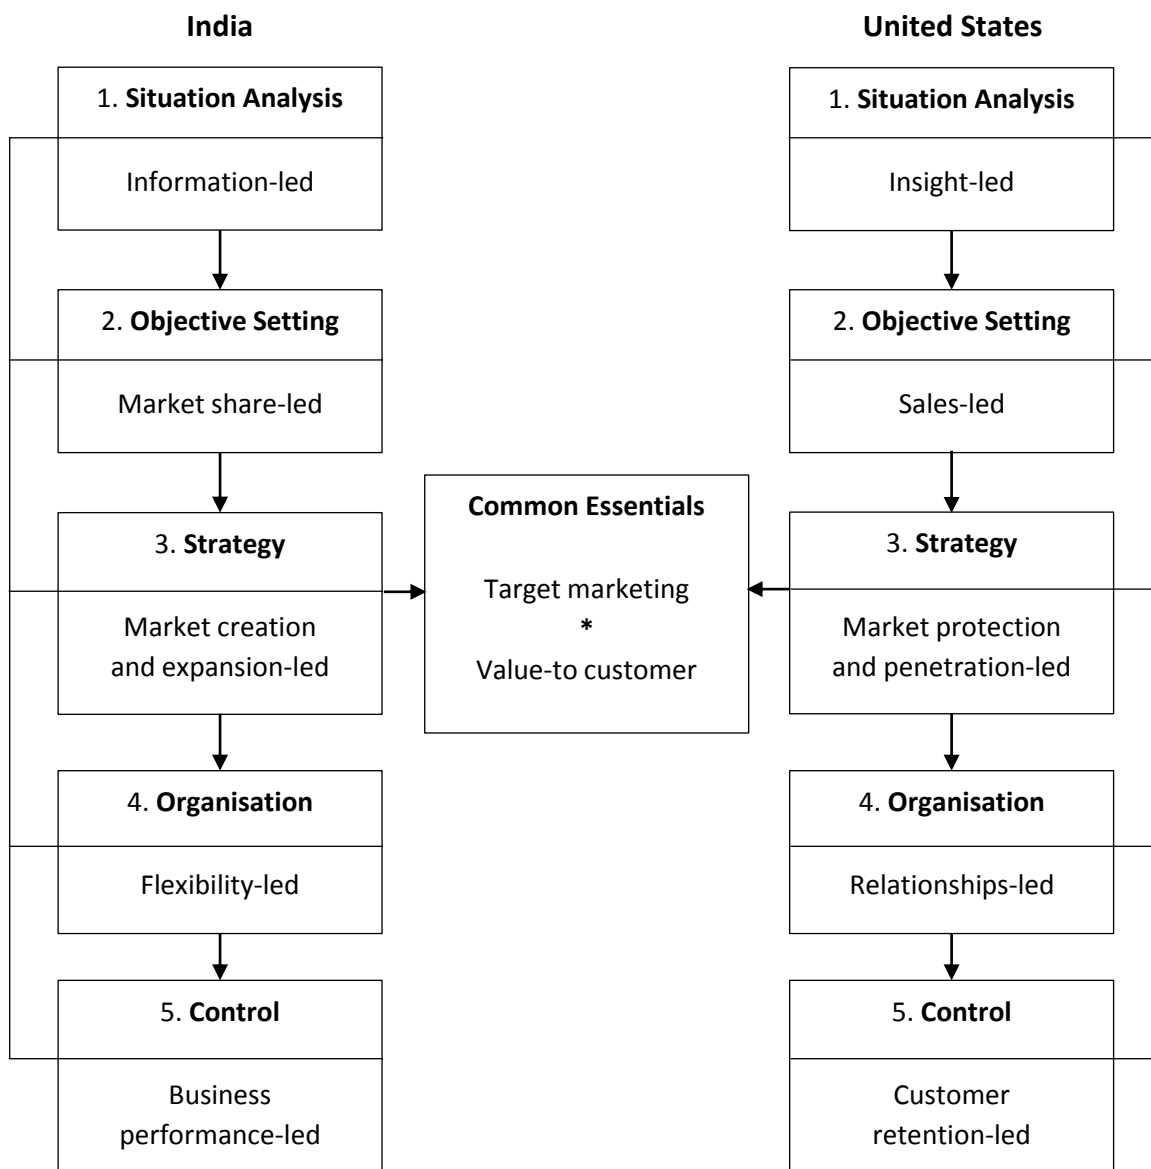 India
1. Situation Analysis
Information-led
2. Objective Setting
Market share-led
3. Strategy
Market creation
and expansion-led
4. Organisation
Flexibility-led
5. Control
Business
performance-led
Common Essentials
Target marketing
*
Value-to customer
United States
1. Situation Analysis
Insight-led
2. Objective Setting
Sales-led
3. Strategy
Market protection
and penetration-led
4. Organisation
Relationships-led
5. Control
Customer
retention-led